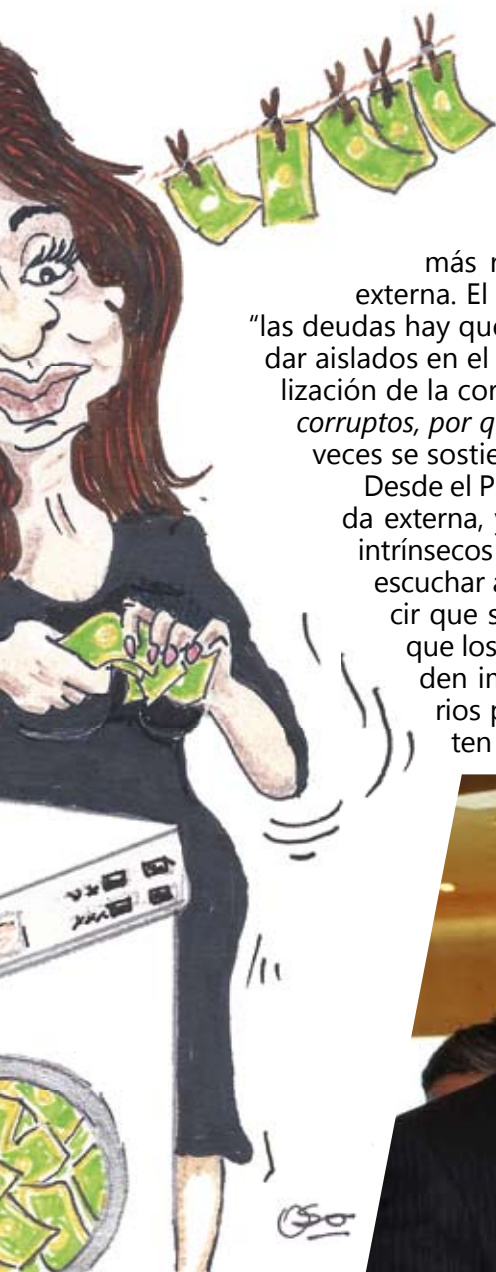 más r
externa. El
"las deudas hay que
dar aislados en el
lización de la cor
corruptos, por q
veces se sostie
Desde el P
da externa, y
intrínsecos
escuchar a
cir que s
que los
den in
rios p
ten